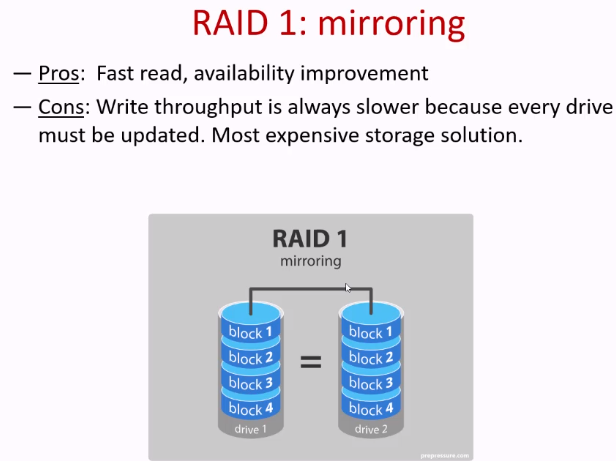 RAID 1: mirroring
— Pros: Fast read, availability improvement
— Cons: Write throughput is always slower because every drive
must be updated. Most expensive storage solution.
RAID 1
mirroring
block 1 block 1
block 2 block 2
=
block 3 block 3
block 4 block 4
drive 1 drive 2
prepressure.com